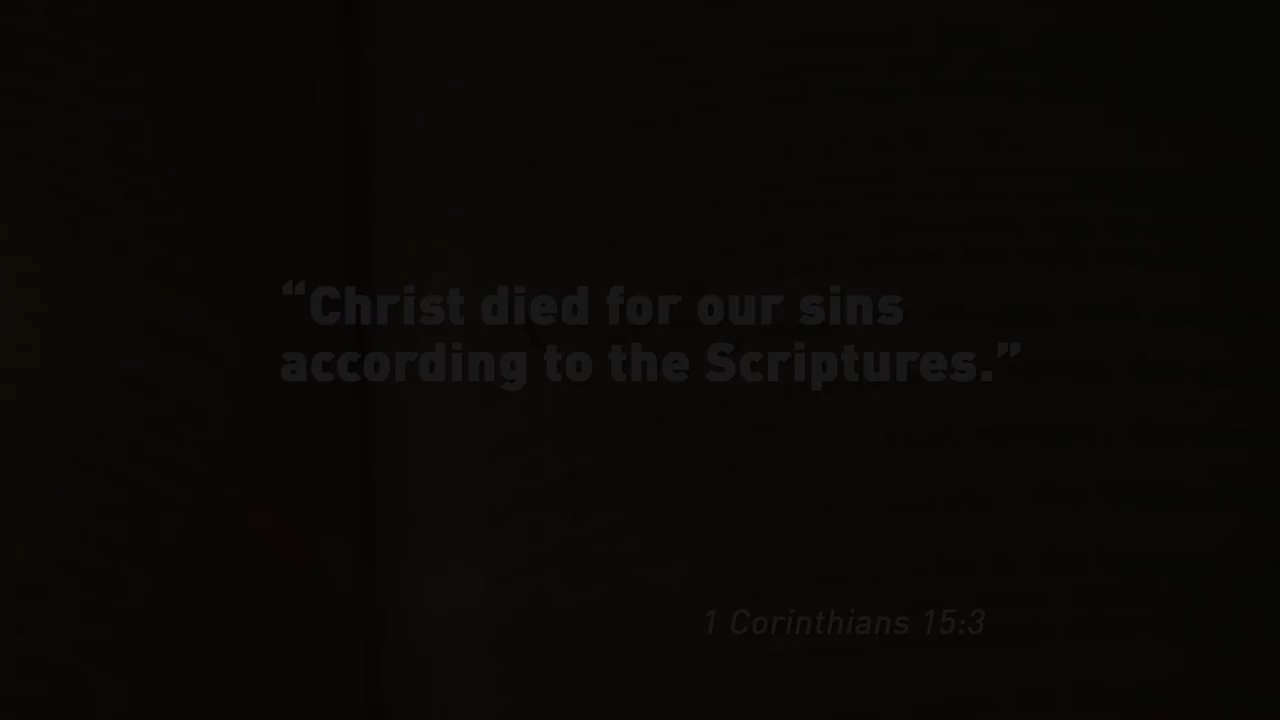 “Christ died for our sins
according to the Scriptures.”
1 Corinthians 15:3